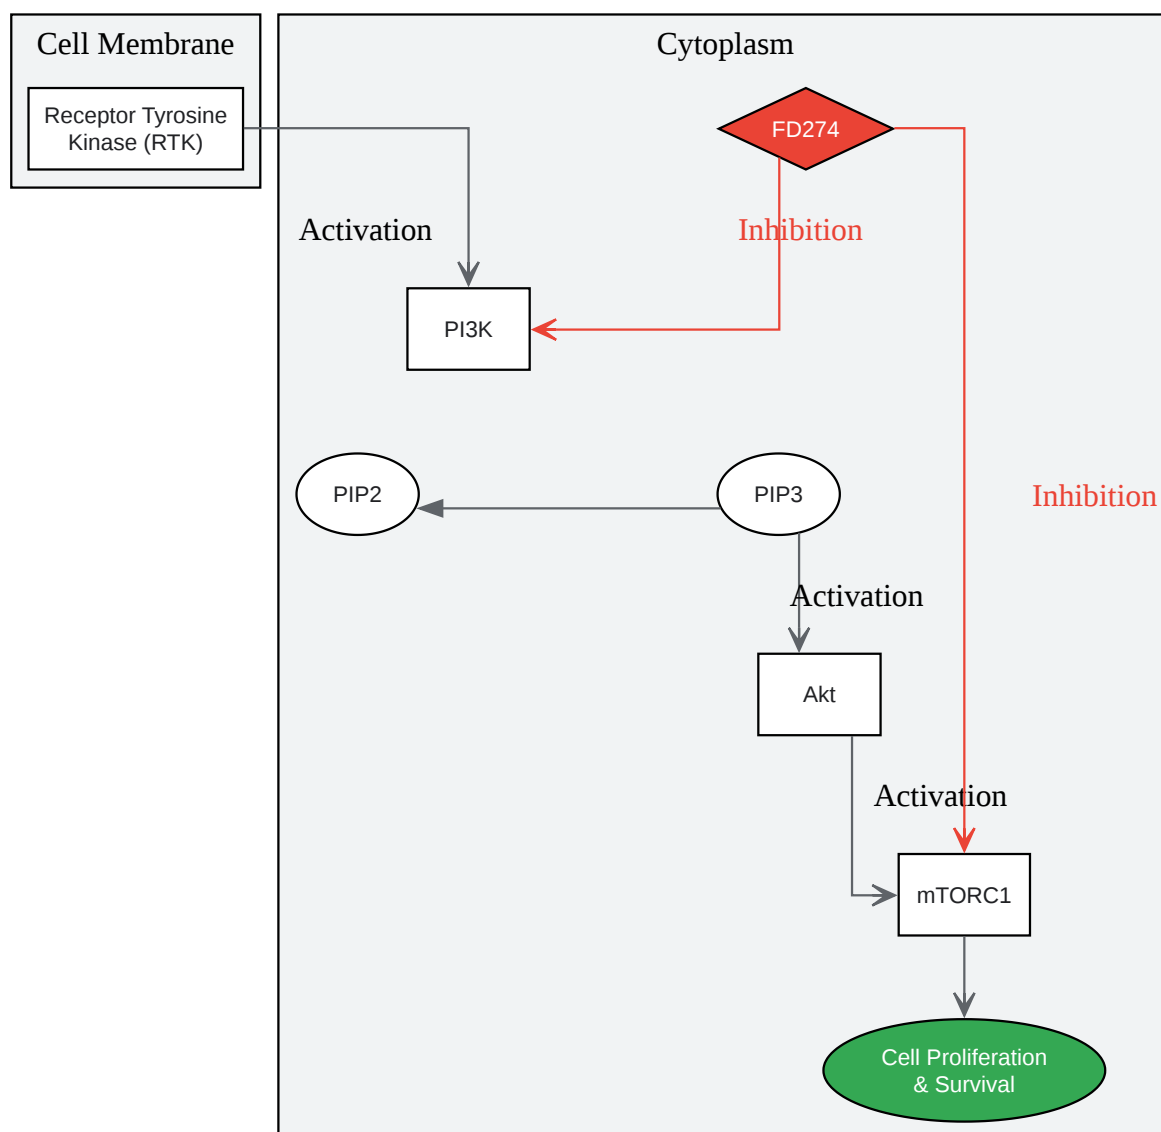 Cell Membrane
Cytoplasm
Receptor Tyrosine
Kinase (RTK)
FD274
Activation
Inhibition
PI3K
PIP2
PIP3
Inhibition
Activation
Akt
Activation
mTORC1
Cell Proliferation
& Survival